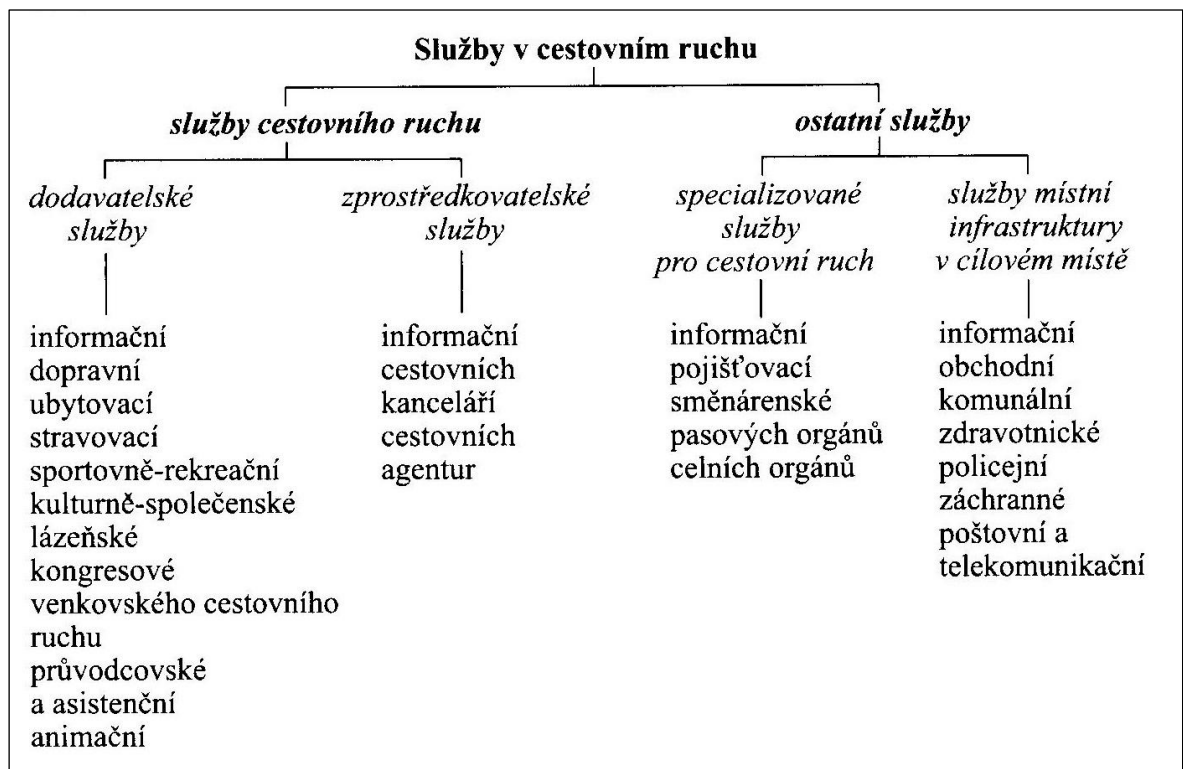 Služby v cestovním ruchu
služby cestovního ruchu
ostatní služby
dodavatelské
služby
zprostředkovatelské
služby
specializované
služby
pro cestovní ruch
služby místní
infrastruktury
v cílovém místě
informační
dopravní
ubytovací
stravovací
sportovně-rekreační
kulturně-společenské
lázeňské
kongresové
venkovského cestovního
ruchu
průvodcovské
a asistenční
animační
informační
cestovních
kanceláří
cestovních
agentur
informační
pojišťovací
směnárenské
pasových orgánů
celních orgánů
informační
obchodní
komunální
zdravotnické
policejní
záchranné
poštovní a
telekomunikační